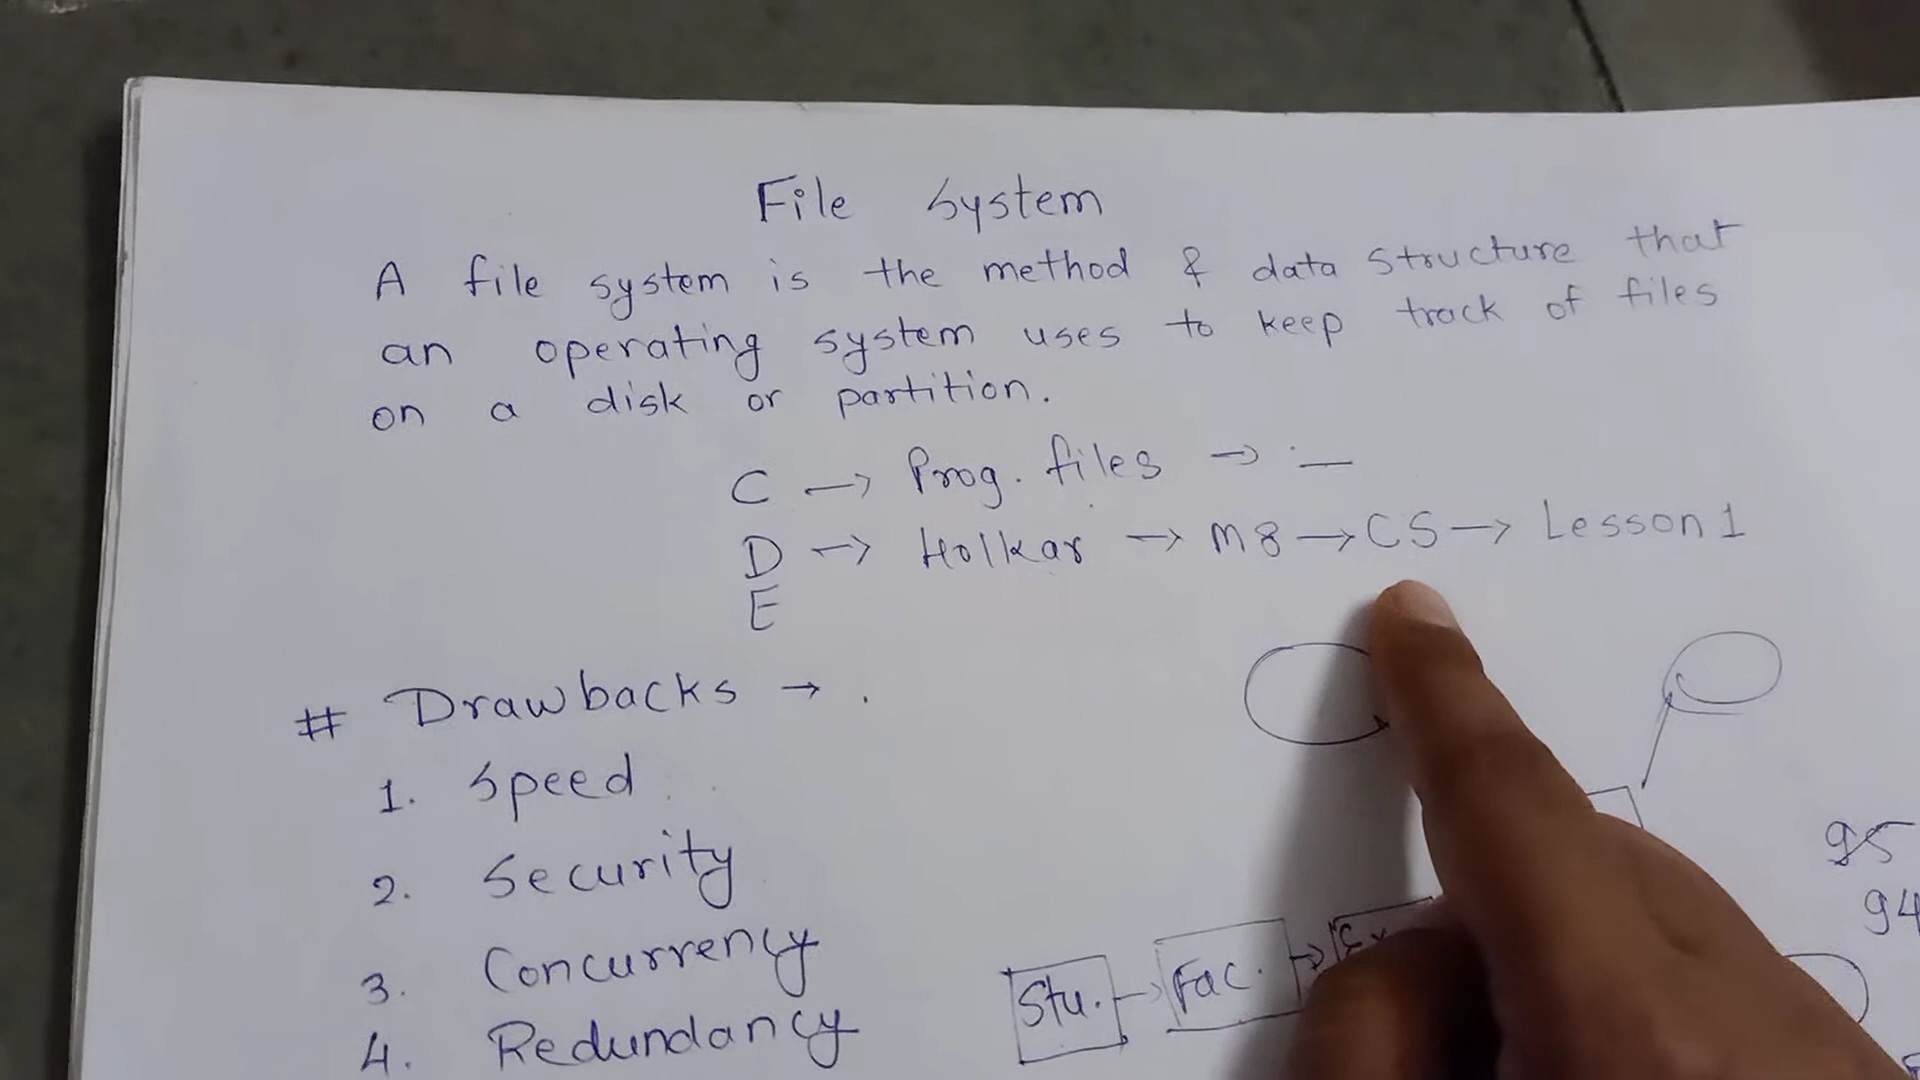 File System
A file system is the method & data structure that
an operating system uses to keep track of files
on a disk or partition.
C → Prog. files → —
D → Holkar → M8 → CS → Lesson 1
E
# Drawbacks → .
1. Speed
2. Security
3. Concurrency
4. Redundancy
Stu. → Fac. →
95
94